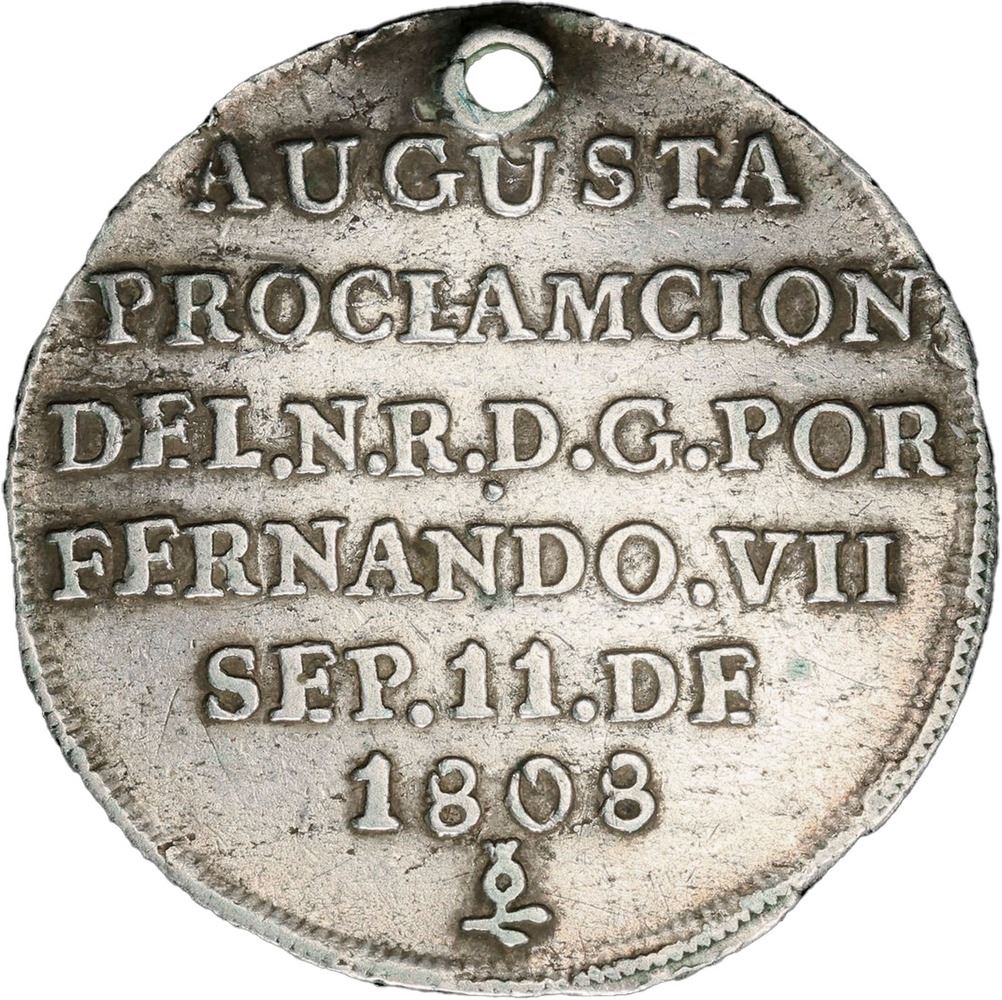 AUGUSTA
PROCLAMCION
DEL.N.R.D.G.POR
FERNANDO.VII
SEP.11.DE
1808